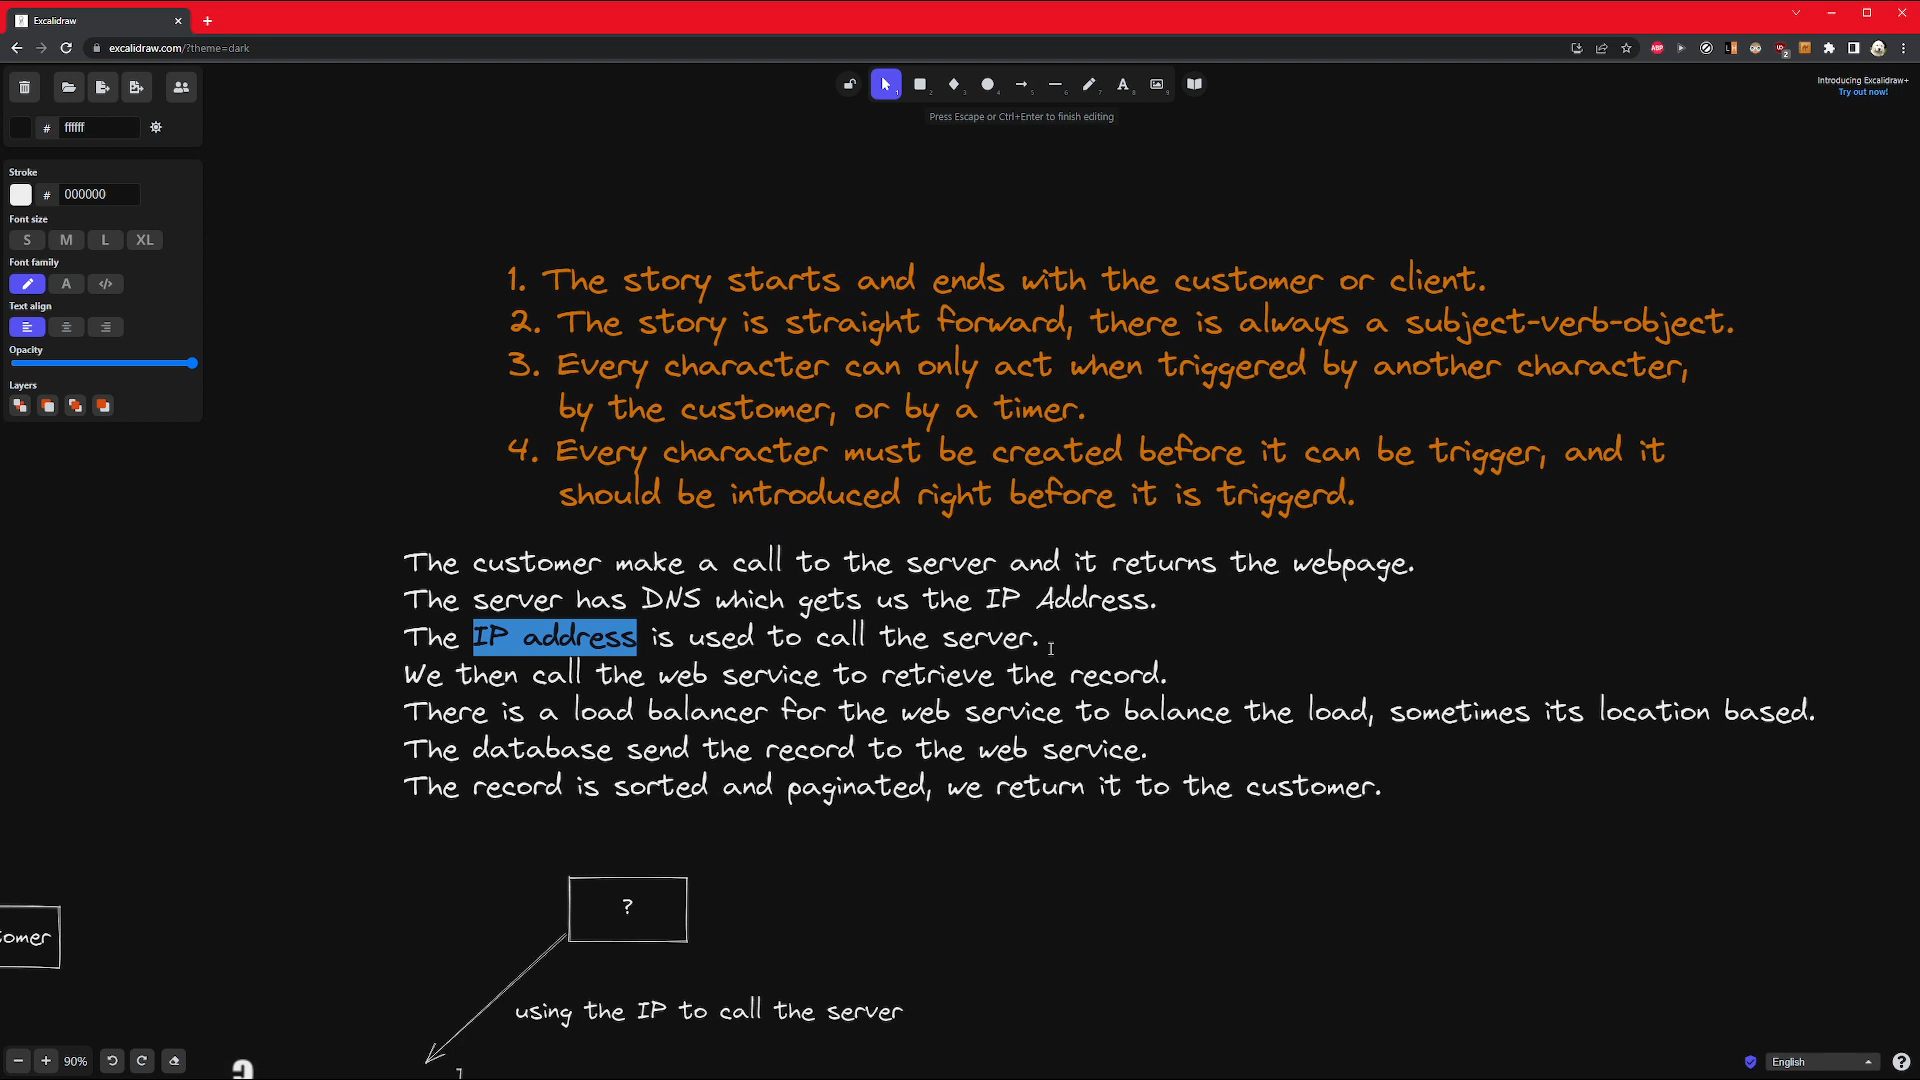 Excalidraw
excalidraw.com/?theme=dark
Introducing Excalidraw+
Try out now!
# ffffff
Press Escape or Ctrl+Enter to finish editing
Stroke
# 000000
Font size
S M L XL
Font family
A </>
Text align
Opacity
Layers
1. The story starts and ends with the customer or client.
2. The story is straight forward, there is always a subject-verb-object.
3. Every character can only act when triggered by another character,
by the customer, or by a timer.
4. Every character must be created before it can be trigger, and it
should be introduced right before it is triggerd.
The customer make a call to the server and it returns the webpage.
The server has DNS which gets us the IP Address.
The IP address is used to call the server.
We then call the web service to retrieve the record.
There is a load balancer for the web service to balance the load, sometimes its location based.
The database send the record to the web service.
The record is sorted and paginated, we return it to the customer.
?
tomer
using the IP to call the server
90%
English